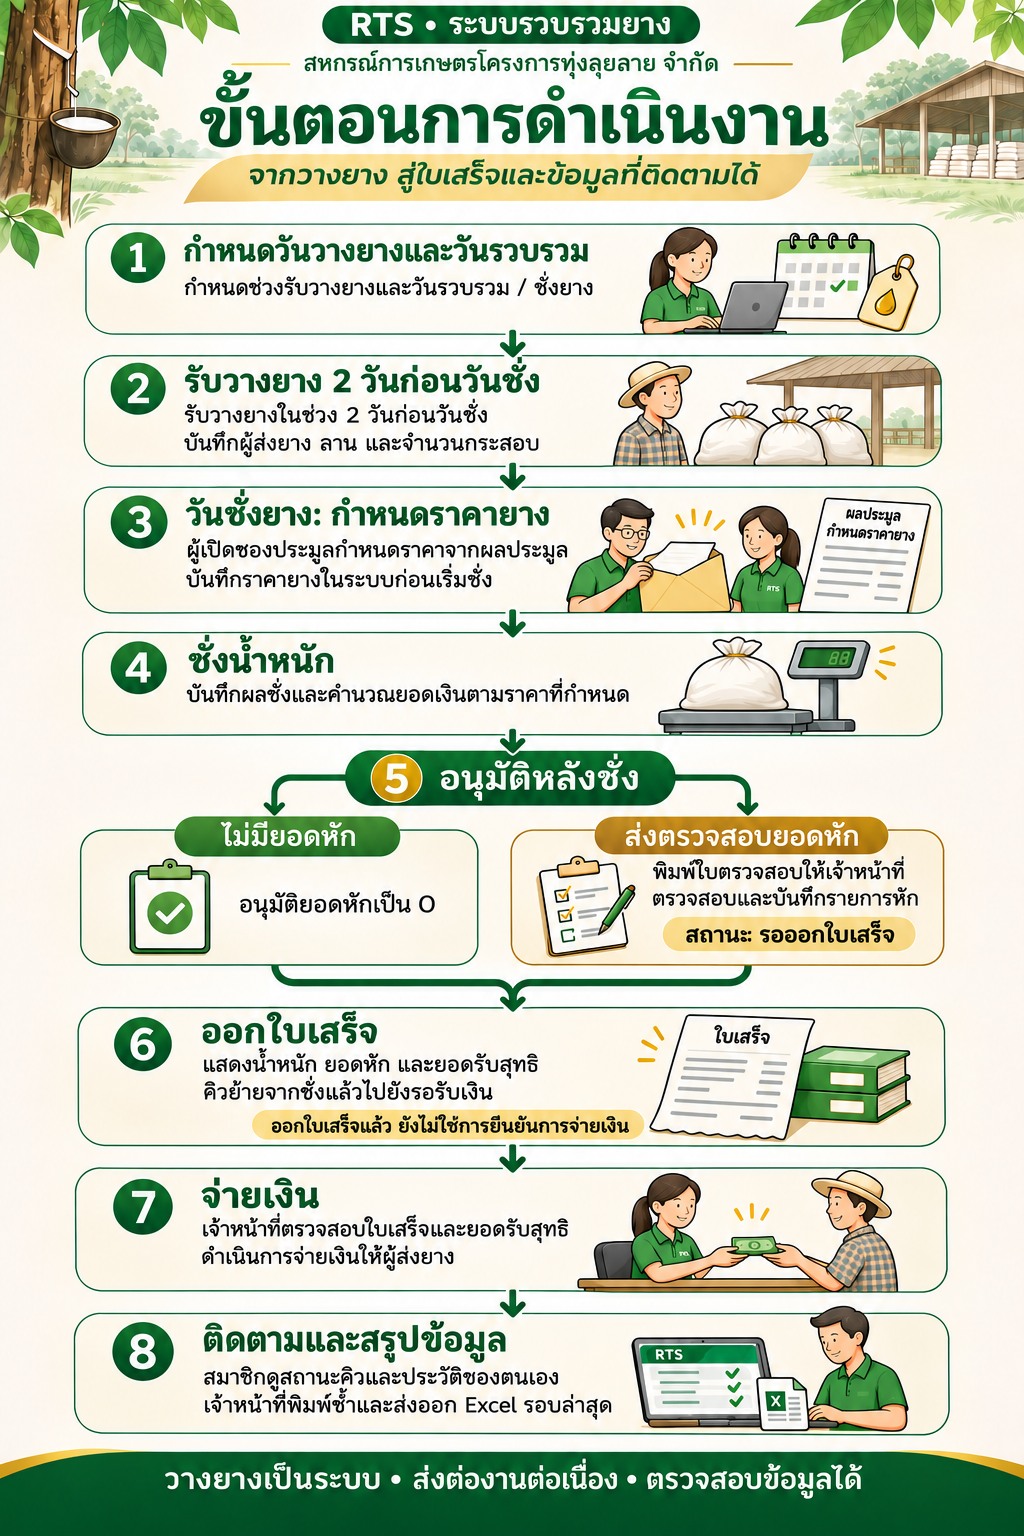 RTS • ระบบรวบรวมยาง
สหกรณ์การเกษตรโครงการทุ่งลุยลาย จำกัด
ขั้นตอนการดำเนินงาน
จากวางยาง สู่ใบเสร็จและข้อมูลที่ติดตามได้
1
กำหนดวันวางยางและวันรวบรวม
กำหนดช่วงรับวางยางและวันรวบรวม / ชั่งยาง
2
รับวางยาง 2 วันก่อนวันชั่ง
รับวางยางในช่วง 2 วันก่อนวันชั่ง
บันทึกผู้ส่งยาง ลาน และจำนวนกระสอบ
3
วันชั่งยาง: กำหนดราคายาง
ผู้เปิดซองประมูลกำหนดราคาจากผลประมูล
บันทึกราคายางในระบบก่อนเริ่มชั่ง
ผลประมูล
กำหนดราคายาง
RTS
4
ชั่งน้ำหนัก
บันทึกผลชั่งและคำนวณยอดเงินตามราคาที่กำหนด
88
5 อนุมัติหลังชั่ง
ไม่มียอดหัก
อนุมัติยอดหักเป็น 0
ส่งตรวจสอบยอดหัก
พิมพ์ใบตรวจสอบให้เจ้าหน้าที่
ตรวจสอบและบันทึกรายการหัก
สถานะ: รอออกใบเสร็จ
6
ออกใบเสร็จ
แสดงน้ำหนัก ยอดหัก และยอดรับสุทธิ
คิวย้ายจากชั่งแล้วไปยังรอรับเงิน
ออกใบเสร็จแล้ว ยังไม่ใช่การยืนยันการจ่ายเงิน
ใบเสร็จ
7
จ่ายเงิน
เจ้าหน้าที่ตรวจสอบใบเสร็จและยอดรับสุทธิ
ดำเนินการจ่ายเงินให้ผู้ส่งยาง
8
ติดตามและสรุปข้อมูล
สมาชิกดูสถานะคิวและประวัติของตนเอง
เจ้าหน้าที่พิมพ์ซ้ำและส่งออก Excel รอบล่าสุด
RTS
X
วางยางเป็นระบบ • ส่งต่องานต่อเนื่อง • ตรวจสอบข้อมูลได้